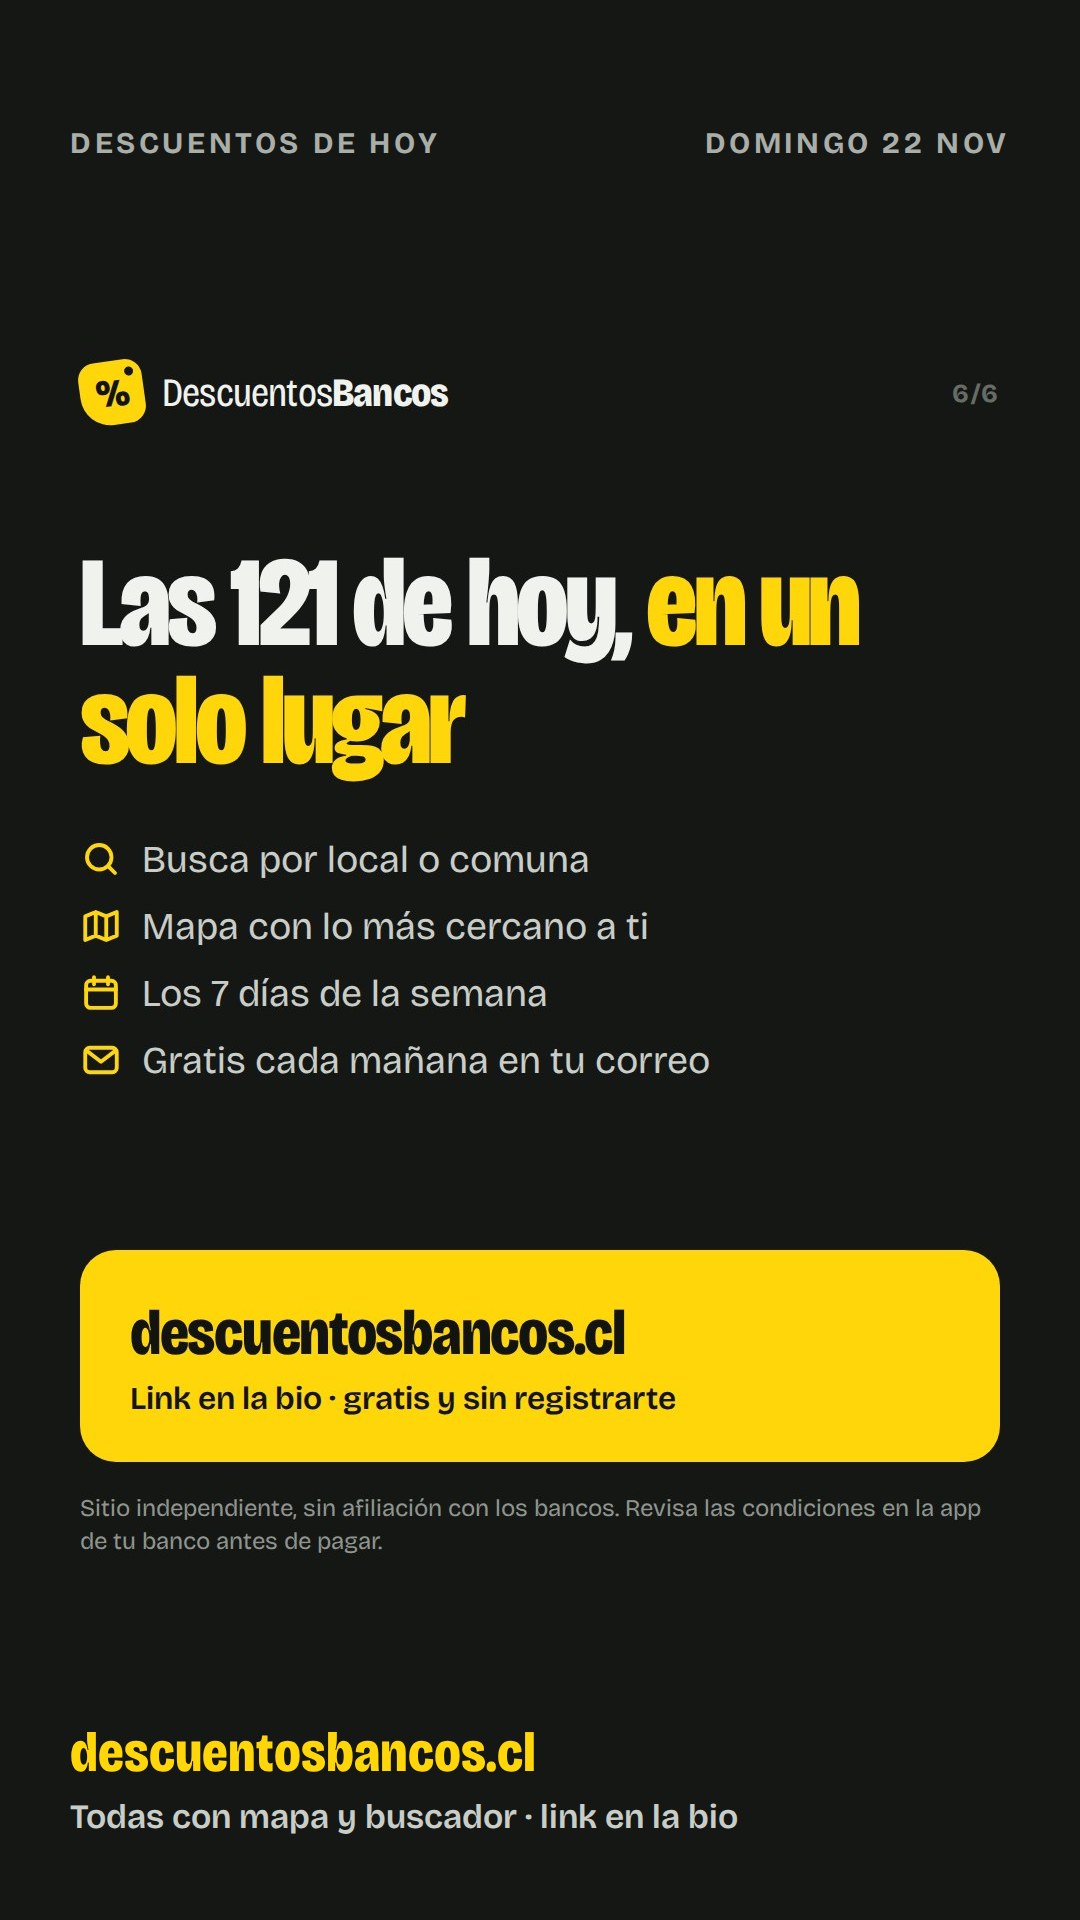 DESCUENTOS DE HOY
DOMINGO 22 NOV
% DescuentosBancos
6/6
Las 121 de hoy, en un
solo lugar
Busca por local o comuna
Mapa con lo más cercano a ti
Los 7 días de la semana
Gratis cada mañana en tu correo
descuentosbancos.cl
Link en la bio · gratis y sin registrarte
Sitio independiente, sin afiliación con los bancos. Revisa las condiciones en la app
de tu banco antes de pagar.
descuentosbancos.cl
Todas con mapa y buscador · link en la bio